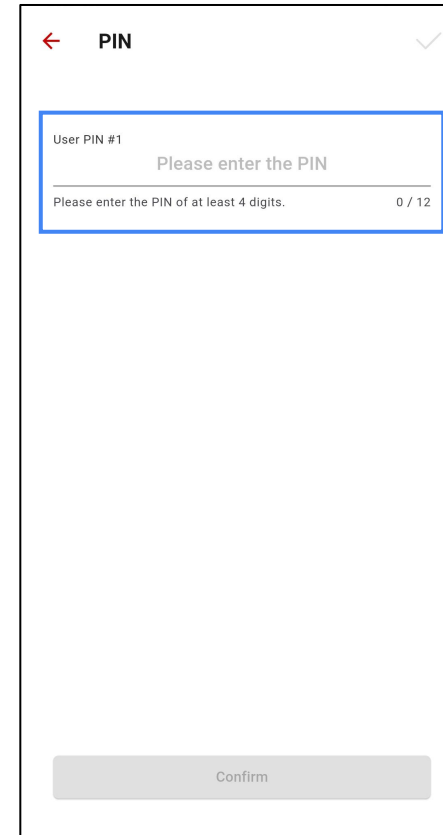 PIN
User PIN #1
Please enter the PIN
Please enter the PIN of at least 4 digits. 0 / 12
Confirm